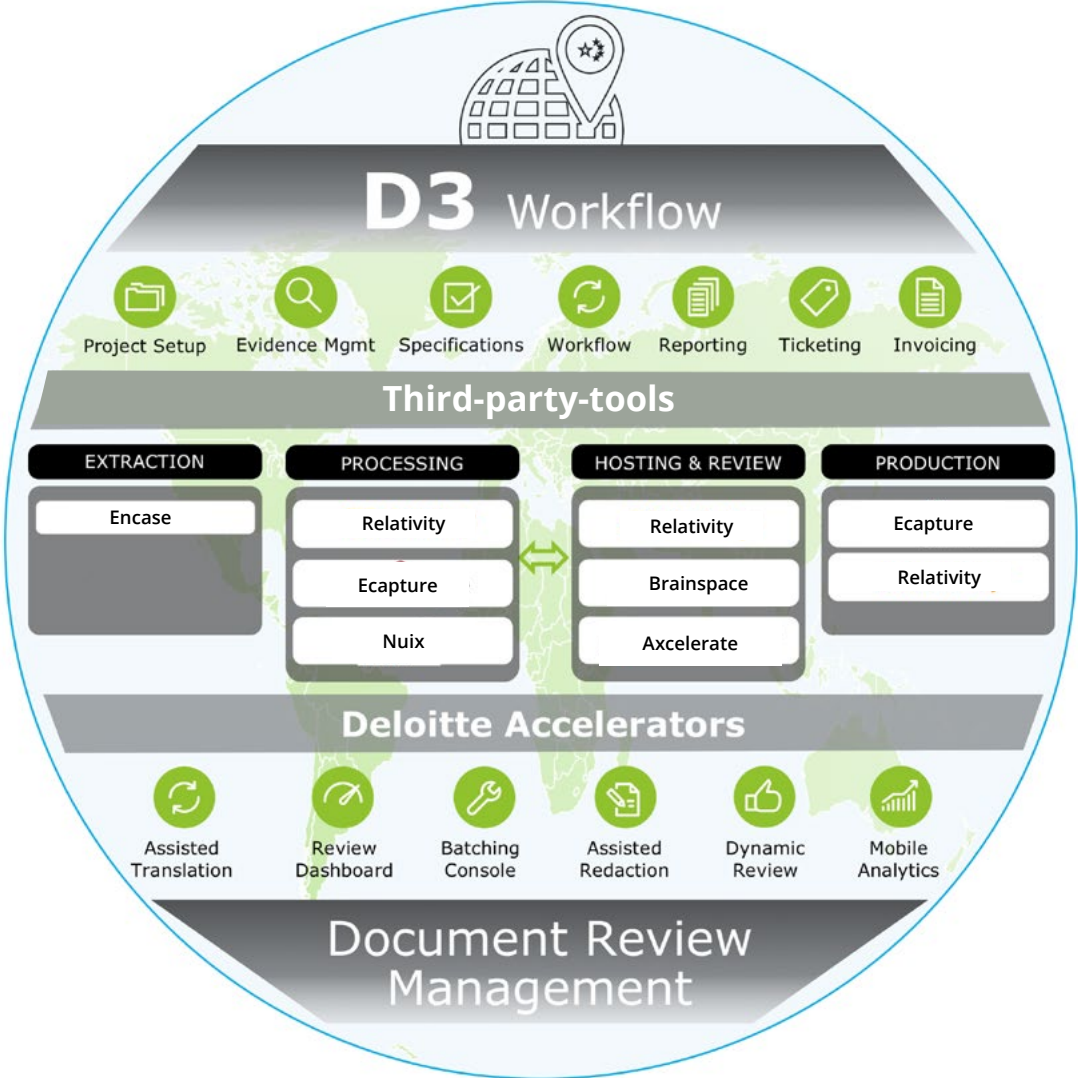 D3 Workflow
Project Setup
Evidence Mgmt
Specifications
Workflow
Reporting
Ticketing
Invoicing
Third-party-tools
EXTRACTION
Encase
PROCESSING
Relativity
Ecapture
Nuix
HOSTING & REVIEW
Relativity
Brainspace
Axcelerate
PRODUCTION
Ecapture
Relativity
Deloitte Accelerators
Assisted
Translation
Review
Dashboard
Batching
Console
Assisted
Redaction
Dynamic
Review
Mobile
Analytics
Document Review
Management